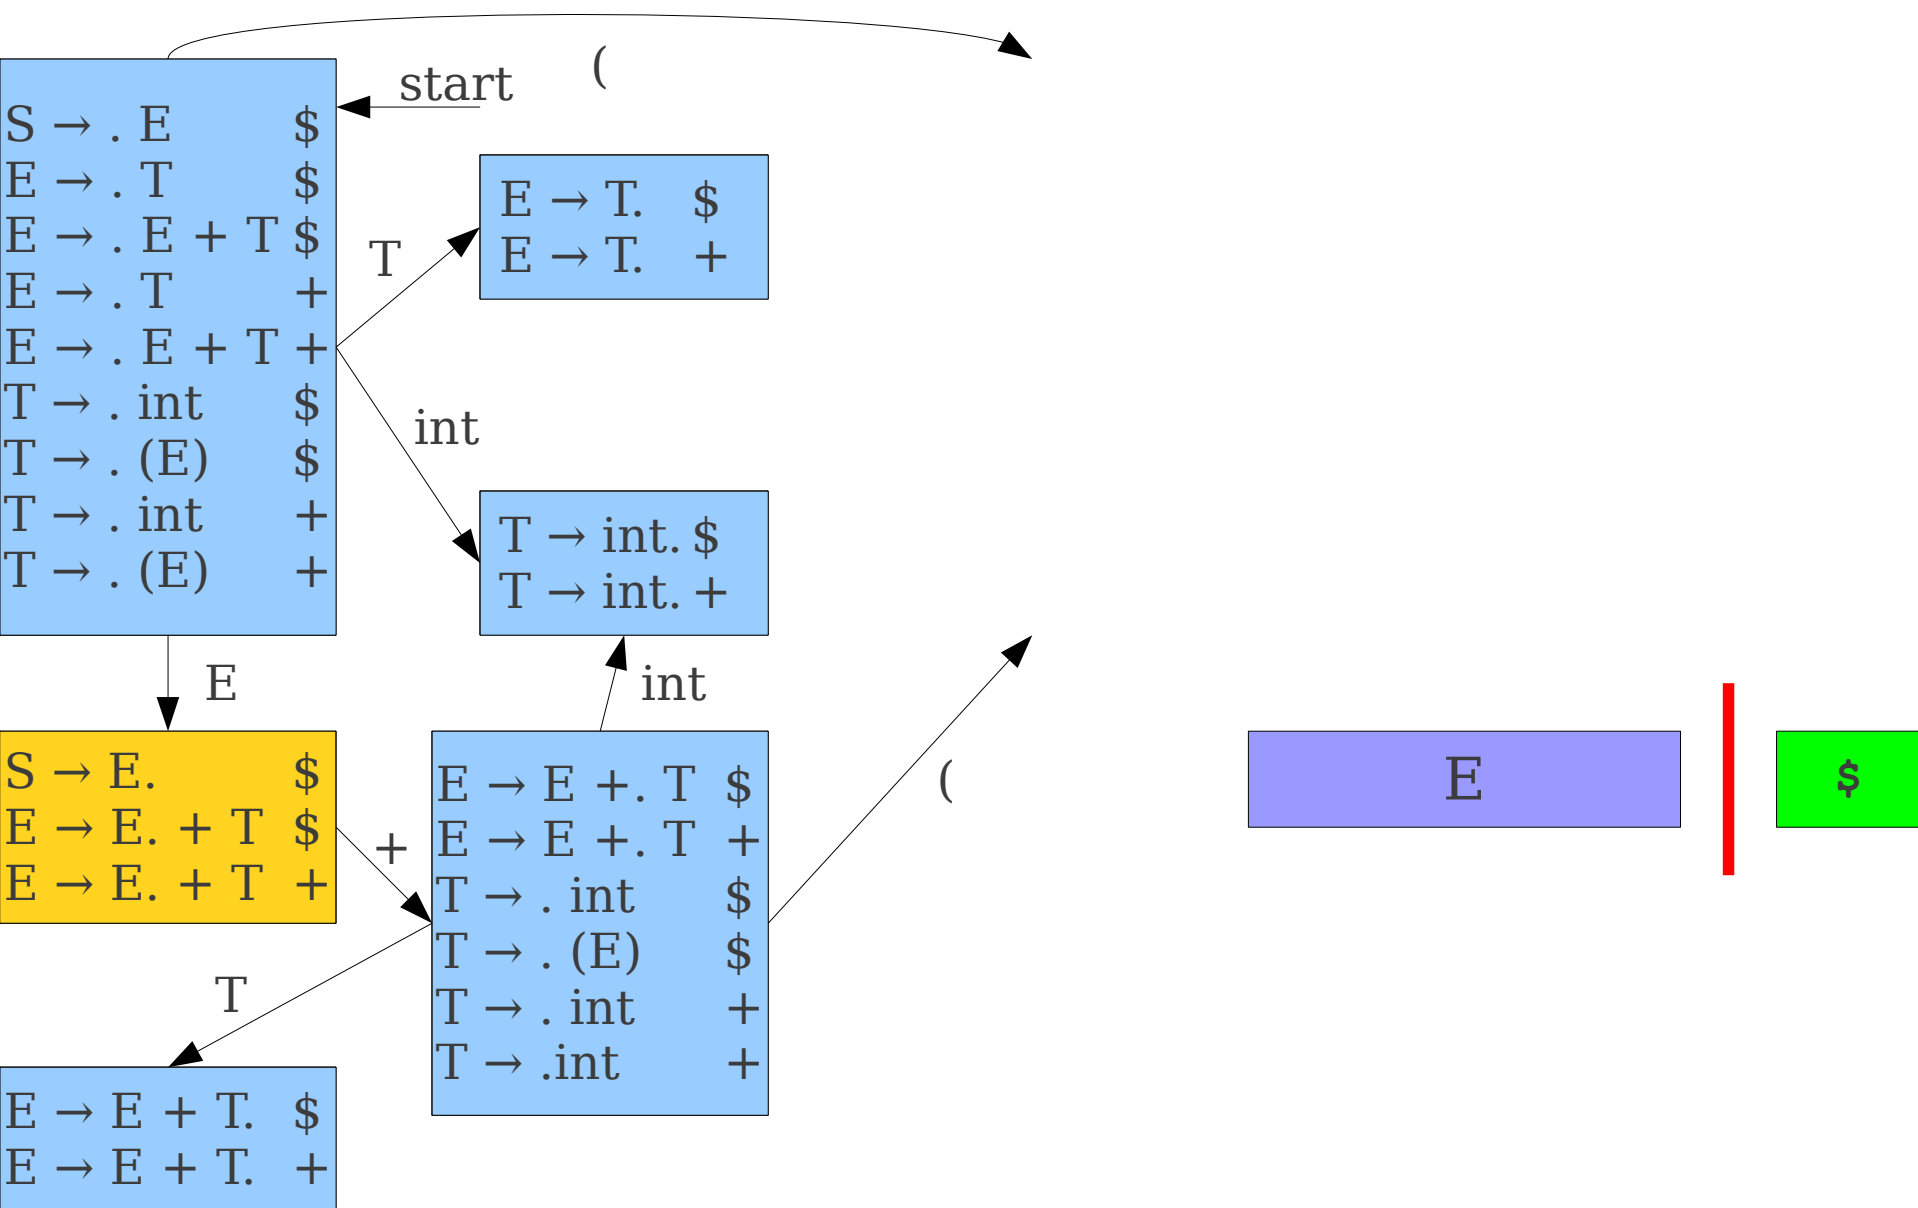 (
start
S → . E $
E → . T $
E → . E + T $
E → . T +
E → . E + T +
T → . int $
T → . (E) $
T → . int +
T → . (E) +
T
E → T. $
E → T. +
int
T → int. $
T → int. +
E
int
S → E. $
E → E. + T $
E → E. + T +
+
E → E +. T $
E → E +. T +
T → . int $
T → . (E) $
T → . int +
T → .int +
(
E
$
T
E → E + T. $
E → E + T. +